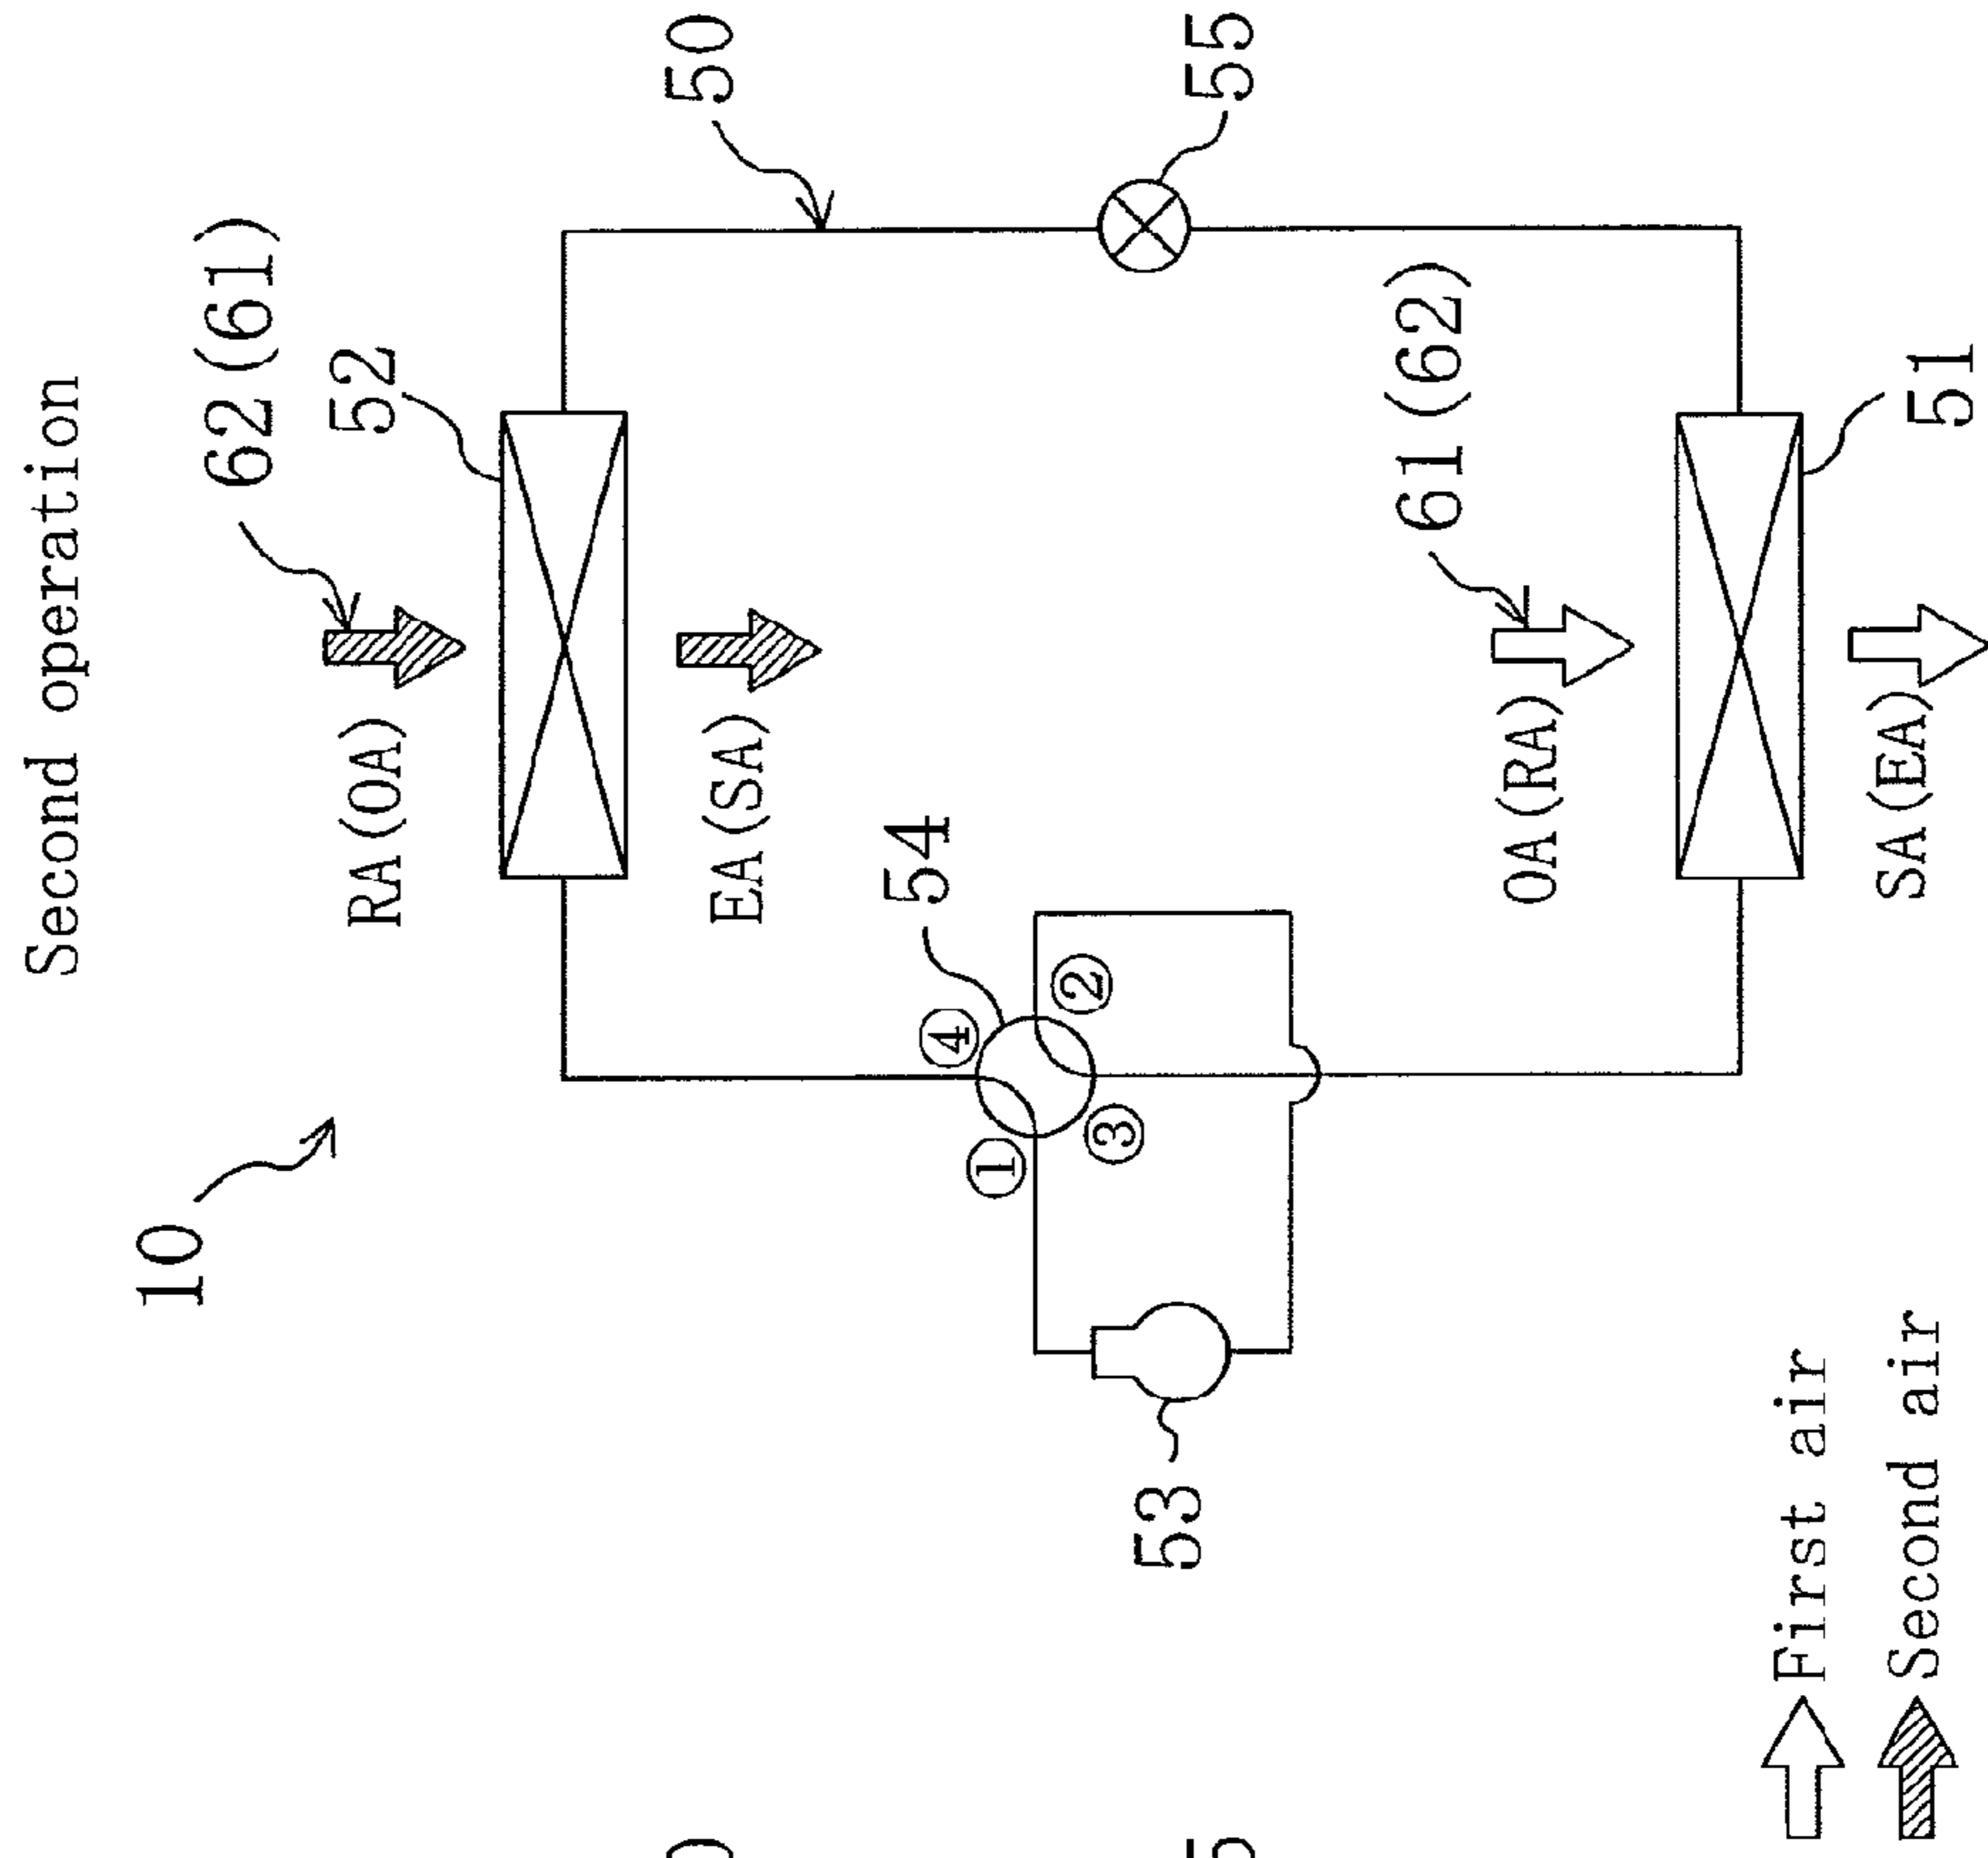 Second operation
10
62(61)
52
RA(OA)
50
EA(SA)
54
④
①
②
③
53
55
61(62)
OA(RA)
First air
SA(EA)
51
Second air